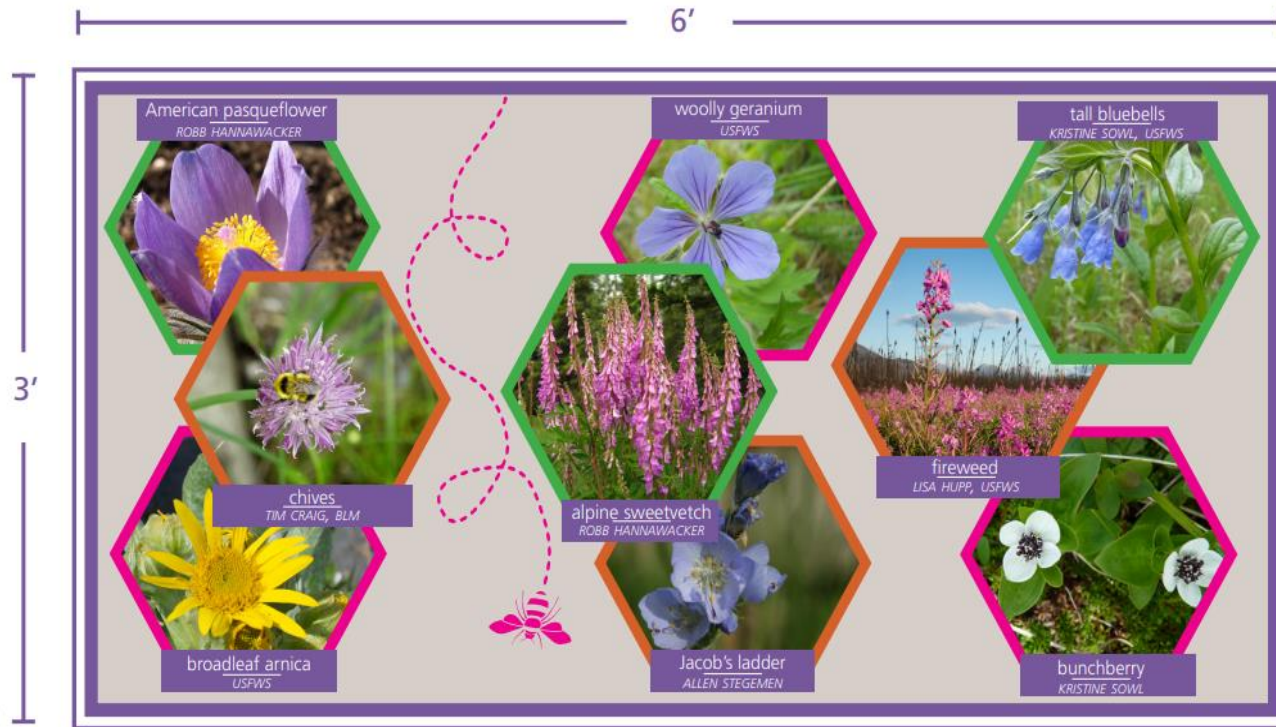 6'
3'
American pasqueflower
ROBB HANNAWACKER
woolly geranium
USFWS
tall bluebells
KRISTINE SOWL, USFWS
chives
TIM CRAIG, BLM
alpine sweetvetch
ROBB HANNAWACKER
fireweed
LISA HUPP, USFWS
broadleaf arnica
USFWS
Jacob's ladder
ALLEN STEGEMEN
bunchberry
KRISTINE SOWL